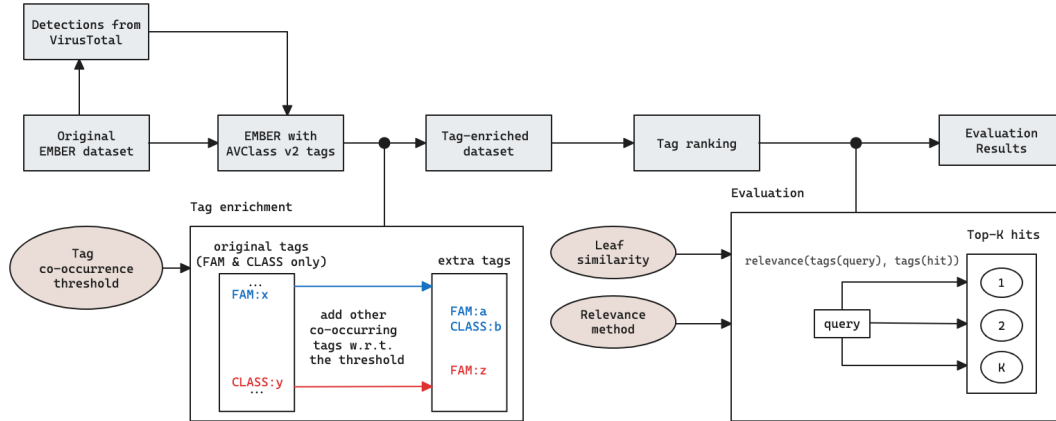 Detections from
VirusTotal
Original
EMBER dataset
EMBER with
AVClass v2 tags
Tag-enriched
dataset
Tag ranking
Evaluation
Results
Tag enrichment
Tag
co-occurrence
threshold
original tags
(FAM & CLASS only)
...
FAM:x
CLASS:y
...
add other
co-occurring
tags w.r.t.
the threshold
extra tags
FAM:a
CLASS:b
FAM:z
Leaf
similarity
Relevance
method
Evaluation
Top-K hits
relevance(tags(query), tags(hit))
query
1
2
K